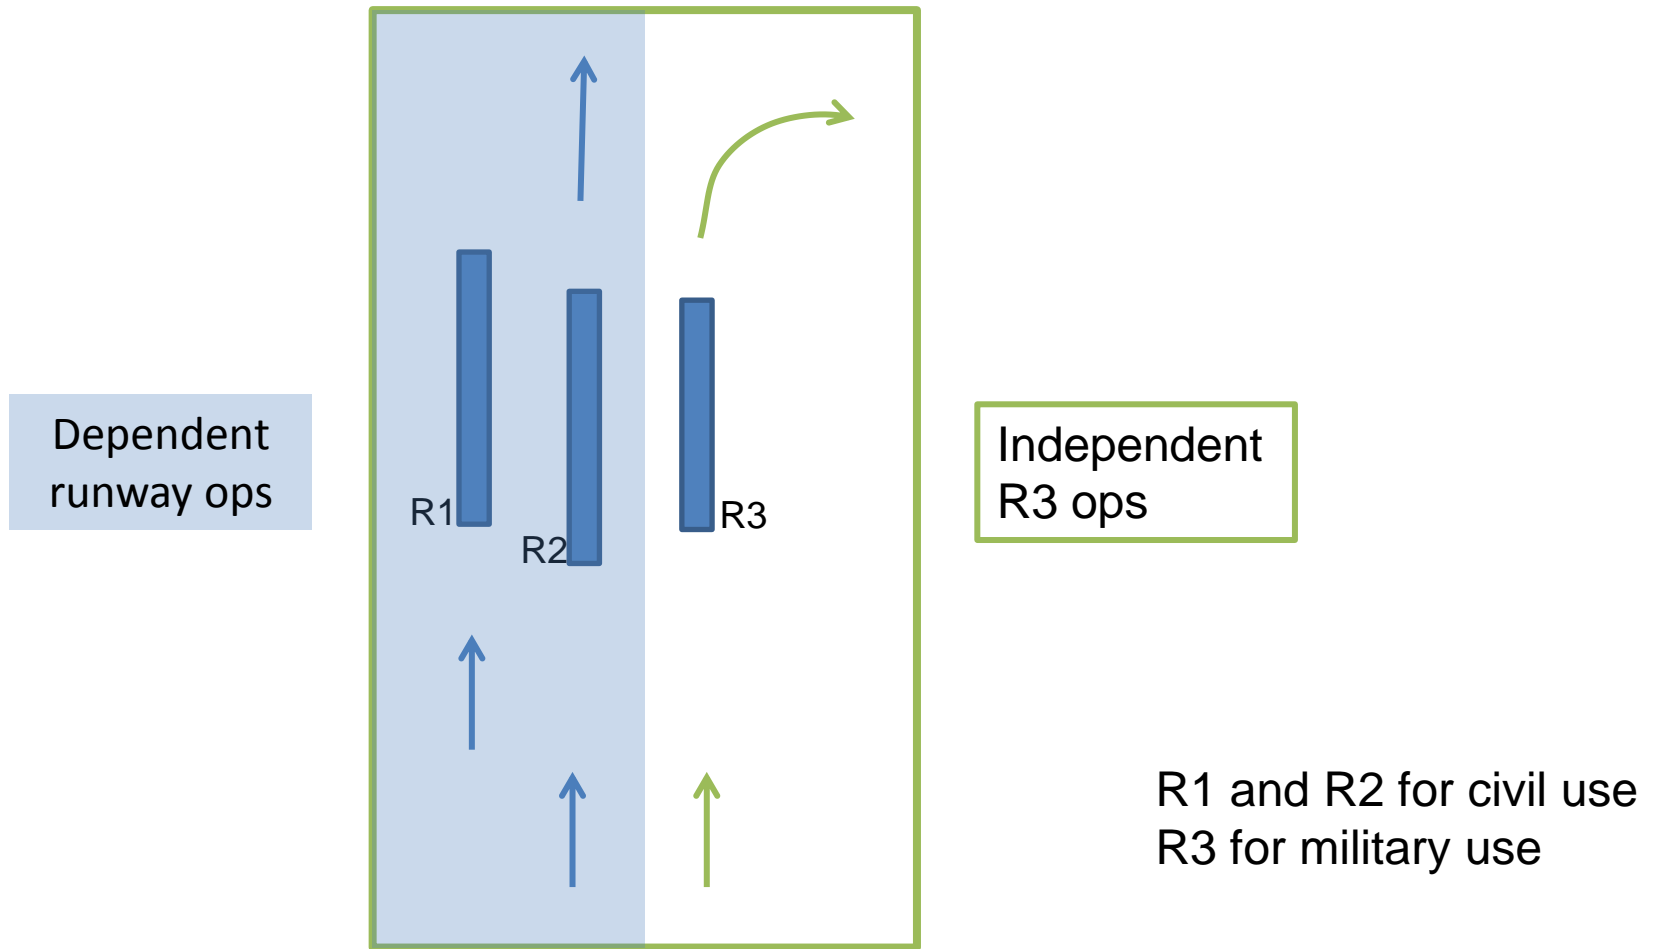 Dependent
runway ops
R1
R2
R3
Independent
R3 ops
R1 and R2 for civil use
R3 for military use